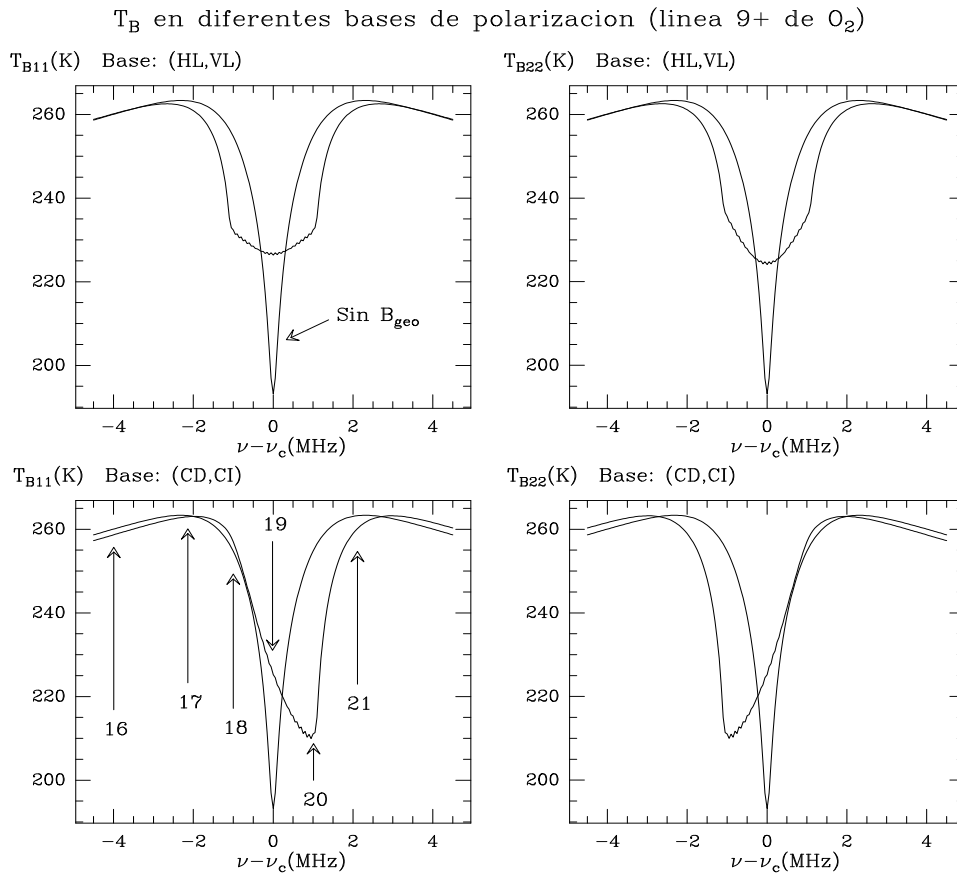 T_B en diferentes bases de polarizacion (linea 9+ de O_2)
T_B11(K) Base: (HL,VL)
260
240
220
200
Sin B_geo
−4 −2 0 2 4
ν−ν_c(MHz)
T_B22(K) Base: (HL,VL)
260
240
220
200
−4 −2 0 2 4
ν−ν_c(MHz)
T_B11(K) Base: (CD,CI)
260
240
220
200
16
17
18
19
20
21
−4 −2 0 2 4
ν−ν_c(MHz)
T_B22(K) Base: (CD,CI)
260
240
220
200
−4 −2 0 2 4
ν−ν_c(MHz)